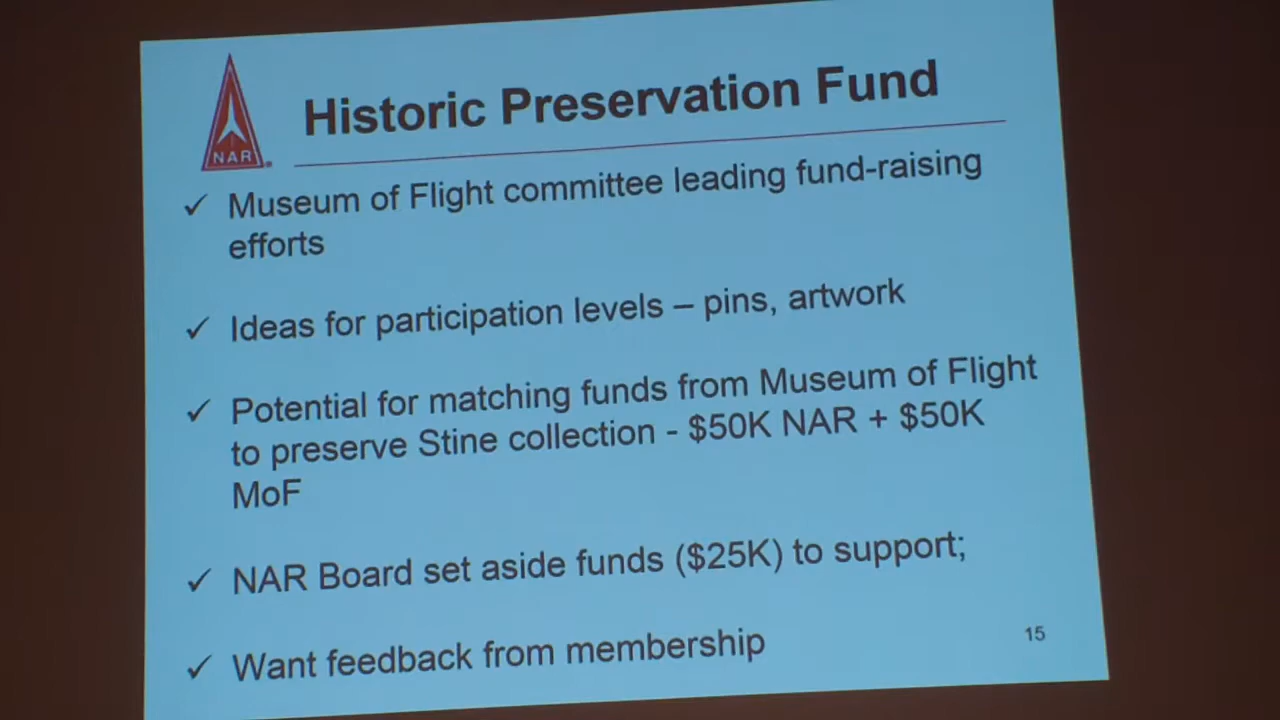 NAR
Historic Preservation Fund
✓ Museum of Flight committee leading fund-raising
efforts
✓ Ideas for participation levels – pins, artwork
✓ Potential for matching funds from Museum of Flight
to preserve Stine collection - $50K NAR + $50K
MoF
✓ NAR Board set aside funds ($25K) to support;
✓ Want feedback from membership
15